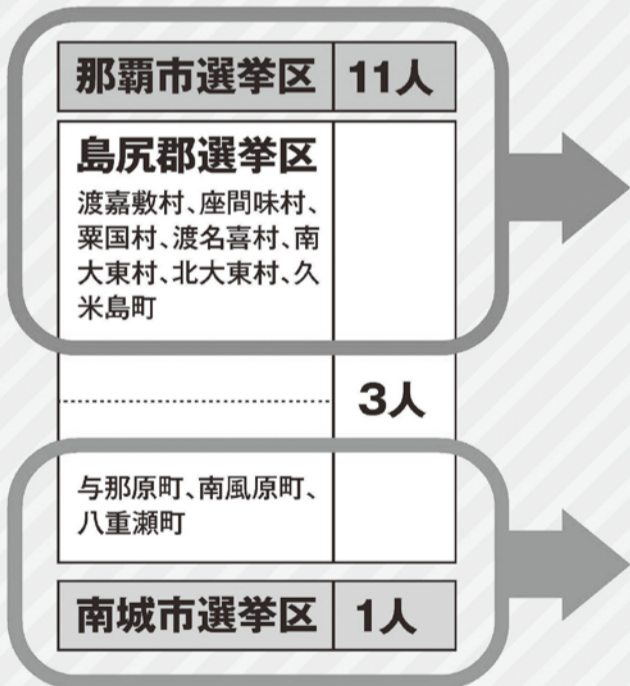 那覇市選挙区 11人
島尻郡選挙区
渡嘉敷村、座間味村、
粟国村、渡名喜村、南
大東村、北大東村、久
米島町
3人
与那原町、南風原町、
八重瀬町
南城市選挙区 1人